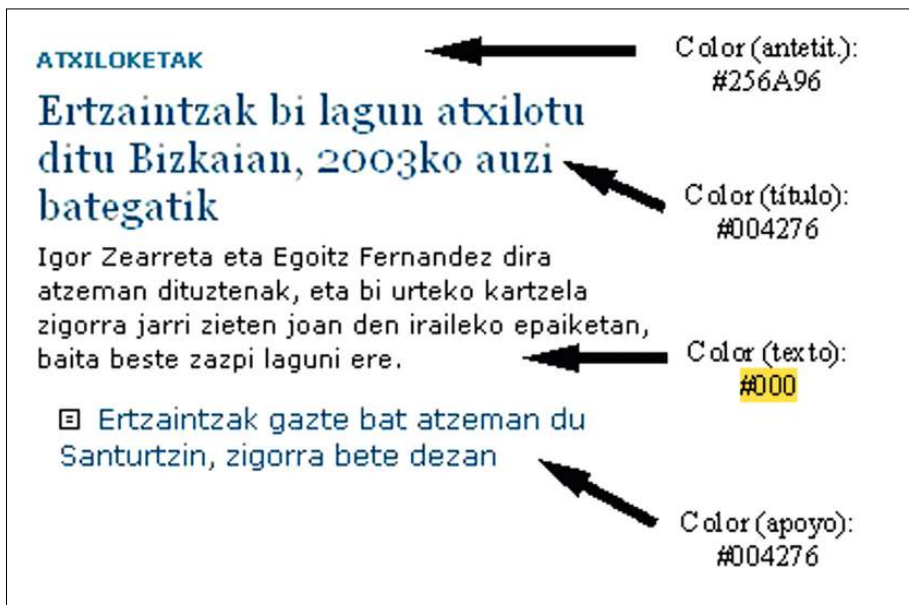 ATXILOKETAK
Ertzaintzak bi lagun atxilotu
ditu Bizkaian, 2003ko auzi
bategatik
Igor Zearreta eta Egoitz Fernandez dira
atzeman dituztenak, eta bi urteko kartzela
zigorra jarri zieten joan den iraileko epaiketan,
baita beste zazpi laguni ere.
Ertzaintzak gazte bat atzeman du
Santurtzin, zigorra bete dezan
Color (antetit.):
#256A96
Color (título):
#004276
Color (texto):
#000
Color (apoyo):
#004276